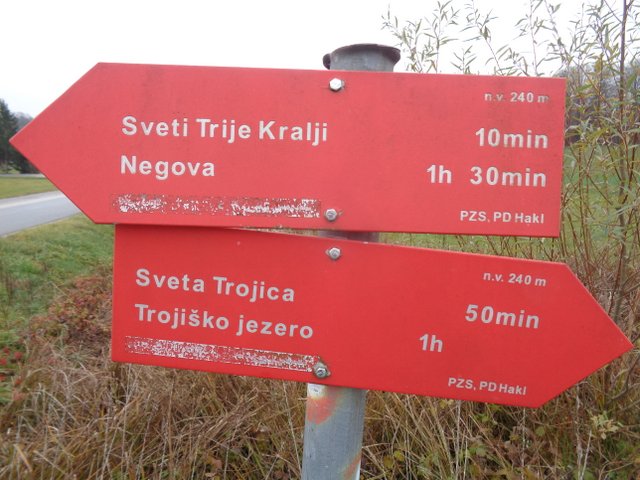 n.v. 240 m
Sveti Trije Kralji 10min
Negova 1h 30min
PZS, PD Hakl
n.v. 240 m
Sveta Trojica 50min
Trojiško jezero 1h
PZS, PD Hakl